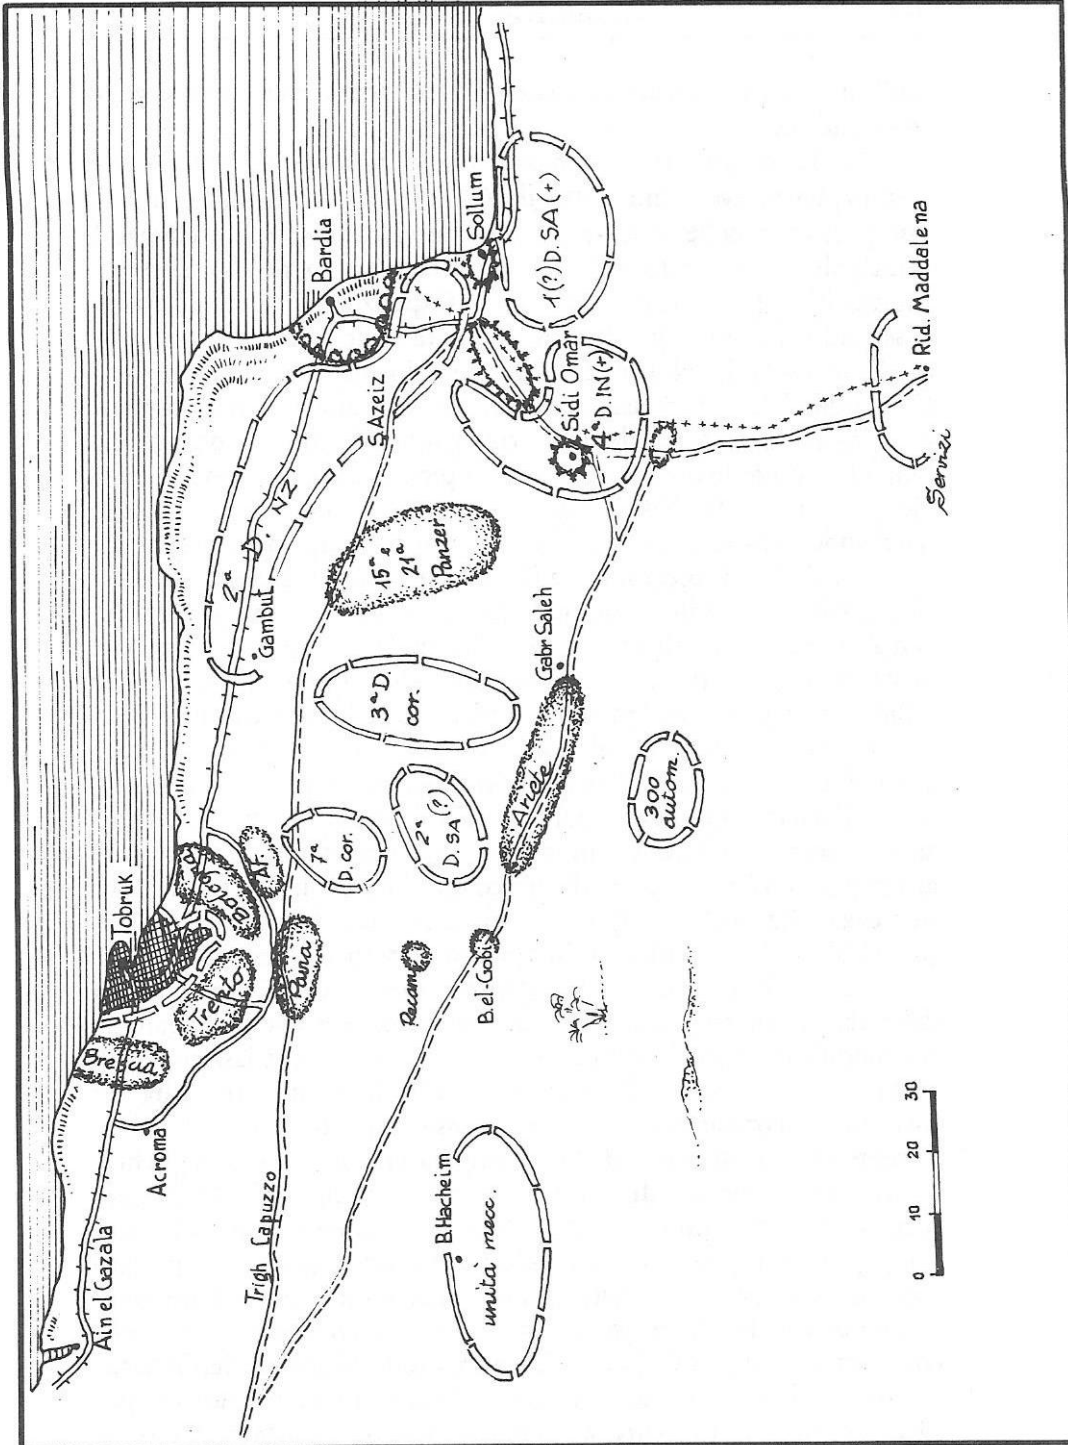 Ain el Gazala
Acroma
Tobruk
Brescia
Trento
Bologna
Af.
Pavia
Trigh Capuzzo
Gambut
2ª D. NZ
Bardia
Sollum
S.Azeiz
1(?)D. SA (+)
Sidi Omar
4ª D. IN (+)
15ª e
21ª
Panzer
3ª D.
cor.
7ª
D. cor.
2ª
D. SA (?)
Recam
B.el-Gobi
Ariete
Gabr Saleh
300
autom.
B.Hacheim
unità mecc.
Rid. Maddalena
Servizi
0 10 20 30